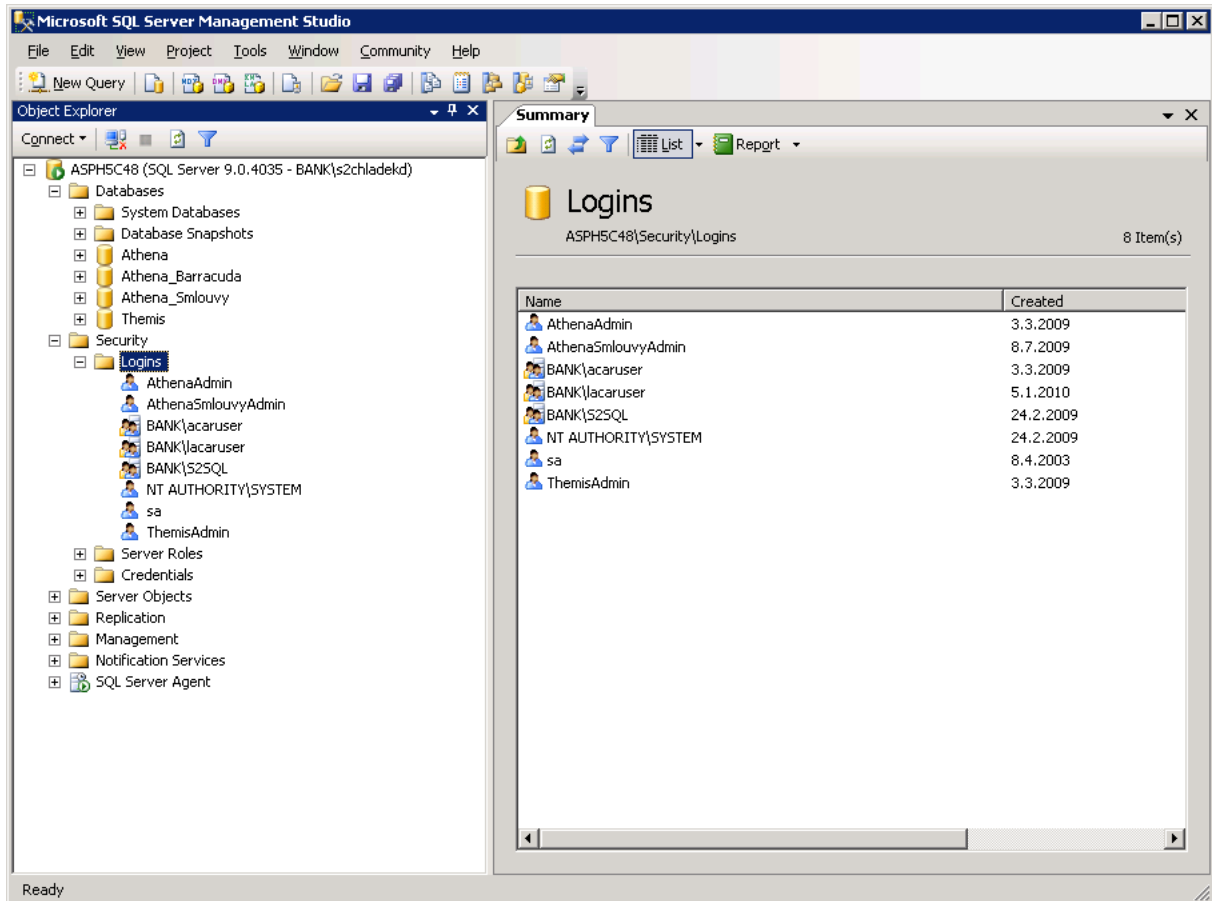 Microsoft SQL Server Management Studio
File Edit View Project Tools Window Community Help
New Query
Object Explorer
Connect
ASPH5C48 (SQL Server 9.0.4035 - BANK\s2chladekd)
Databases
System Databases
Database Snapshots
Athena
Athena_Barracuda
Athena_Smlouvy
Themis
Security
Logins
AthenaAdmin
AthenaSmlouvyAdmin
BANK\acaruser
BANK\lacaruser
BANK\S2SQL
NT AUTHORITY\SYSTEM
sa
ThemisAdmin
Server Roles
Credentials
Server Objects
Replication
Management
Notification Services
SQL Server Agent
Summary
List Report
Logins
ASPH5C48\Security\Logins 8 Item(s)
Name Created
AthenaAdmin 3.3.2009
AthenaSmlouvyAdmin 8.7.2009
BANK\acaruser 3.3.2009
BANK\lacaruser 5.1.2010
BANK\S2SQL 24.2.2009
NT AUTHORITY\SYSTEM 24.2.2009
sa 8.4.2003
ThemisAdmin 3.3.2009
Ready